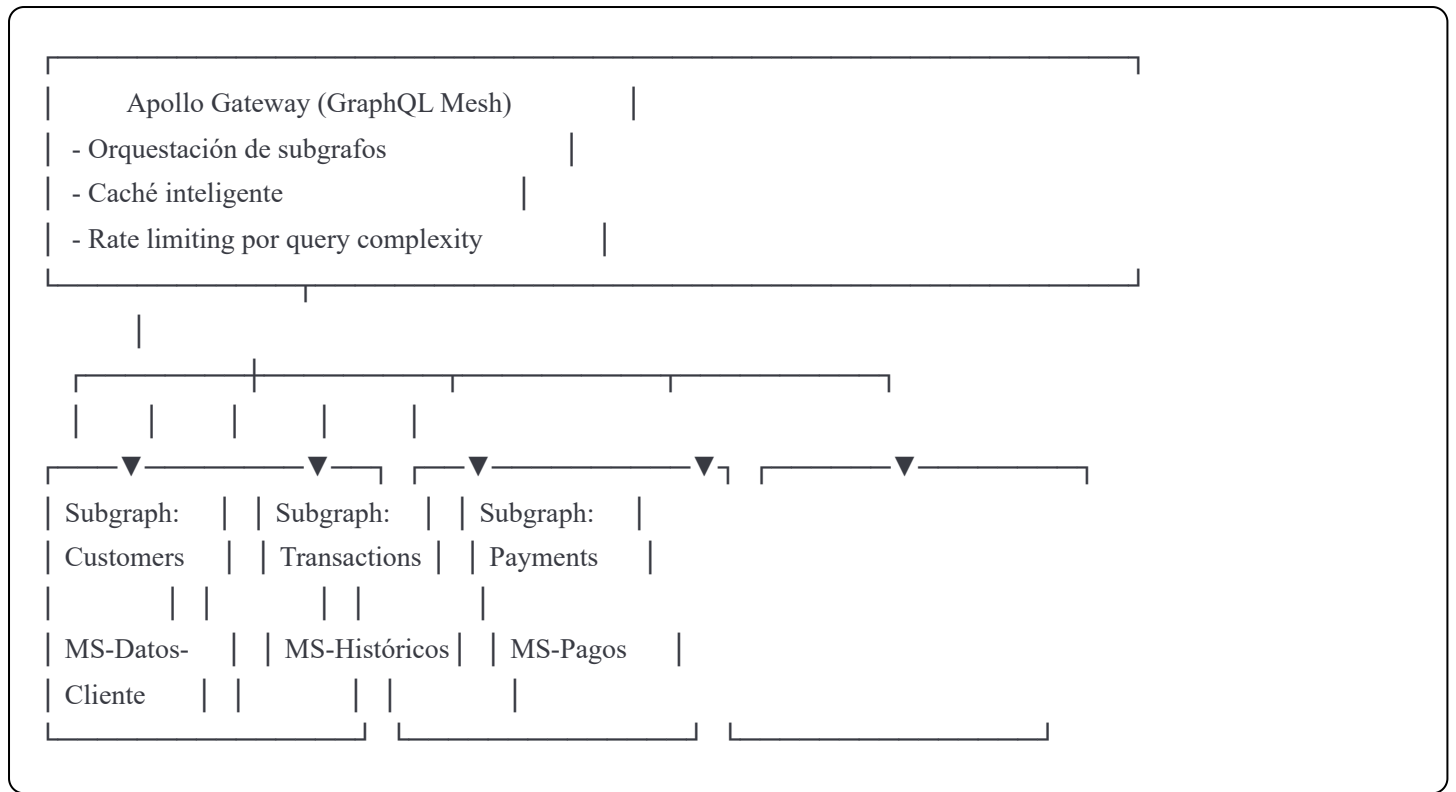 Apollo Gateway (GraphQL Mesh)
- Orquestación de subgrafos
- Caché inteligente
- Rate limiting por query complexity
Subgraph: Subgraph: Subgraph:
Customers Transactions Payments
MS-Datos- MS-Históricos MS-Pagos
Cliente